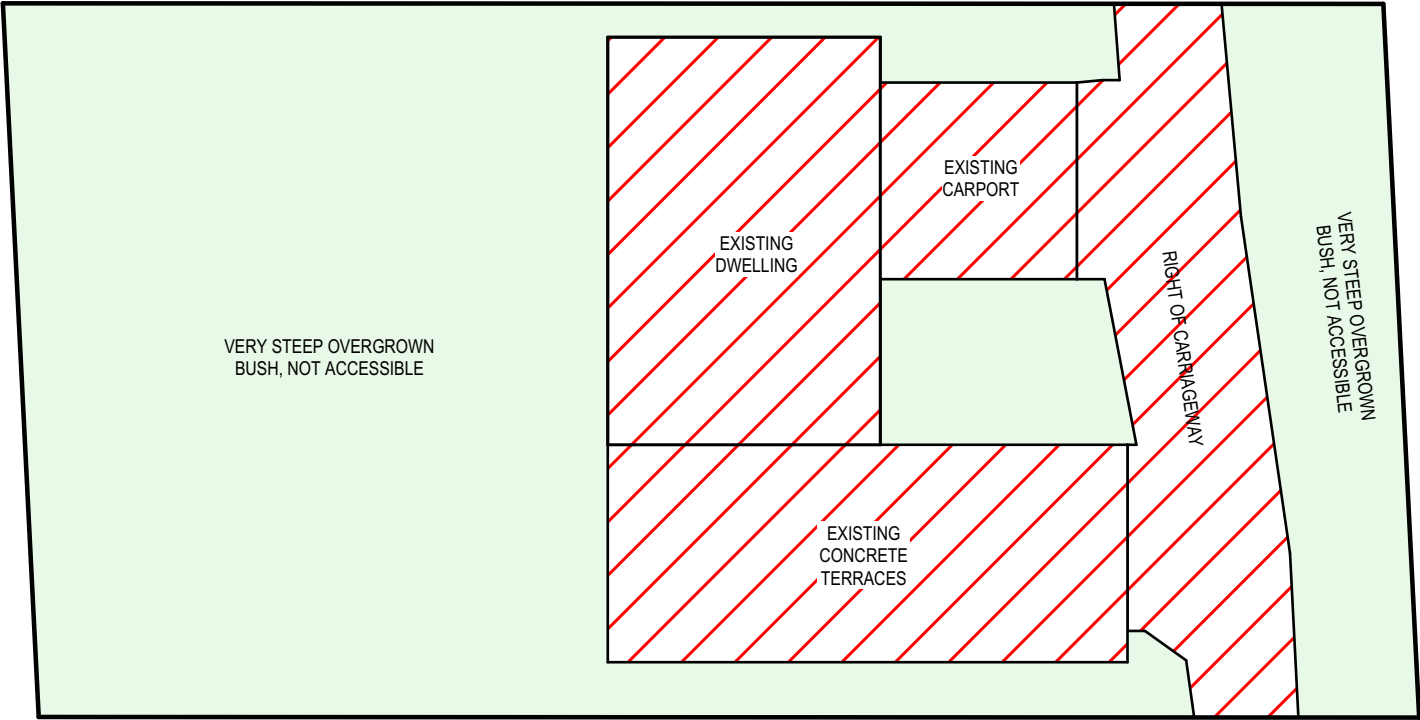 EXISTING
CARPORT
EXISTING
DWELLING
RIGHT OF CARRIAGEWAY
VERY STEEP OVERGROWN
BUSH, NOT ACCESSIBLE
VERY STEEP OVERGROWN
BUSH, NOT ACCESSIBLE
EXISTING
CONCRETE
TERRACES